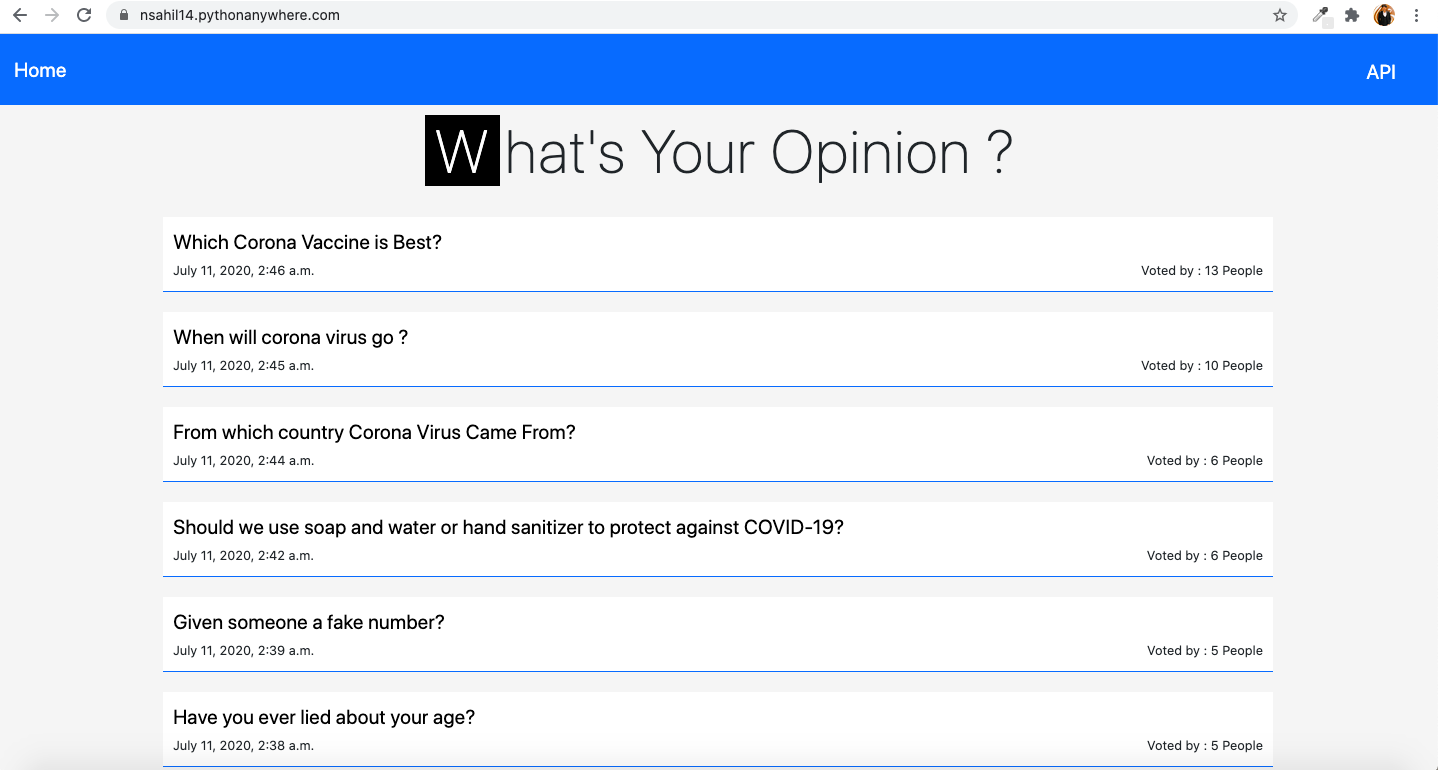 nsahil14.pythonanywhere.com
Home
API
What's Your Opinion ?
Which Corona Vaccine is Best?
July 11, 2020, 2:46 a.m.
Voted by : 13 People
When will corona virus go ?
July 11, 2020, 2:45 a.m.
Voted by : 10 People
From which country Corona Virus Came From?
July 11, 2020, 2:44 a.m.
Voted by : 6 People
Should we use soap and water or hand sanitizer to protect against COVID-19?
July 11, 2020, 2:42 a.m.
Voted by : 6 People
Given someone a fake number?
July 11, 2020, 2:39 a.m.
Voted by : 5 People
Have you ever lied about your age?
July 11, 2020, 2:38 a.m.
Voted by : 5 People